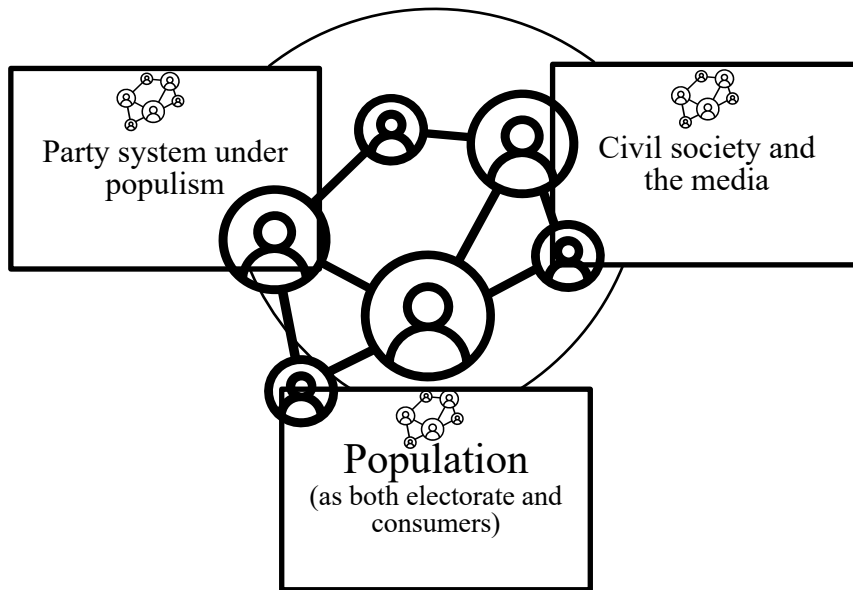 Party system under
populism
Civil society and
the media
Population
(as both electorate and
consumers)